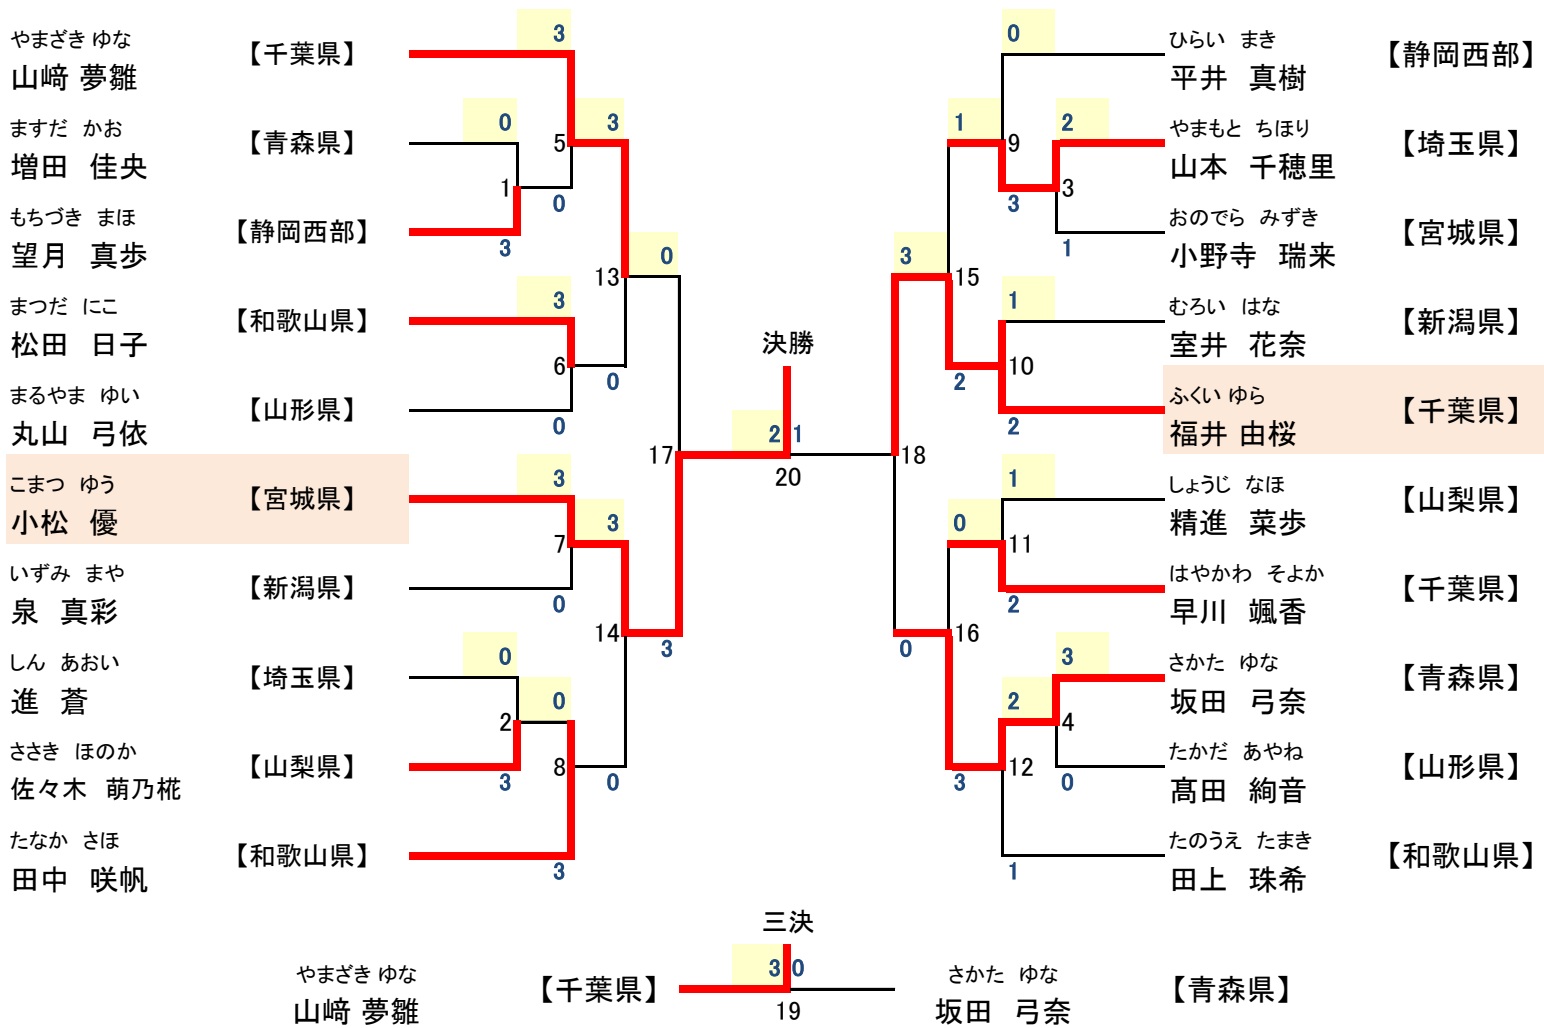 やまざき ゆな
山﨑 夢雛
【千葉県】
3
ますだ かお
増田 佳央
【青森県】
0
5
3
1
0
もちづき まほ
望月 真歩
【静岡西部】
3
13
0
まつだ にこ
松田 日子
【和歌山県】
3
6
0
まるやま ゆい
丸山 弓依
【山形県】
0
17
こまつ ゆう
小松 優
【宮城県】
3
7
3
いずみ まや
泉 真彩
【新潟県】
0
14
3
しん あおい
進 蒼
【埼玉県】
0
2
0
ささき ほのか
佐々木 萌乃椛
【山梨県】
3
8
0
たなか さほ
田中 咲帆
【和歌山県】
3
決勝
2 1
20
0
ひらい まき
平井 真樹
【静岡西部】
1
9
2
やまもと ちほり
山本 千穂里
【埼玉県】
3
3
おのでら みずき
小野寺 瑞来
【宮城県】
1
3
15
1
むろい はな
室井 花奈
【新潟県】
2
10
ふくい ゆら
福井 由桜
【千葉県】
2
18
1
しょうじ なほ
精進 菜歩
【山梨県】
0
11
はやかわ そよか
早川 颯香
【千葉県】
2
0
16
3
さかた ゆな
坂田 弓奈
【青森県】
2
4
たかだ あやね
髙田 絢音
【山形県】
3
12
0
たのうえ たまき
田上 珠希
【和歌山県】
1
三決
やまざき ゆな
山﨑 夢雛
【千葉県】
3 0
19
さかた ゆな
坂田 弓奈
【青森県】